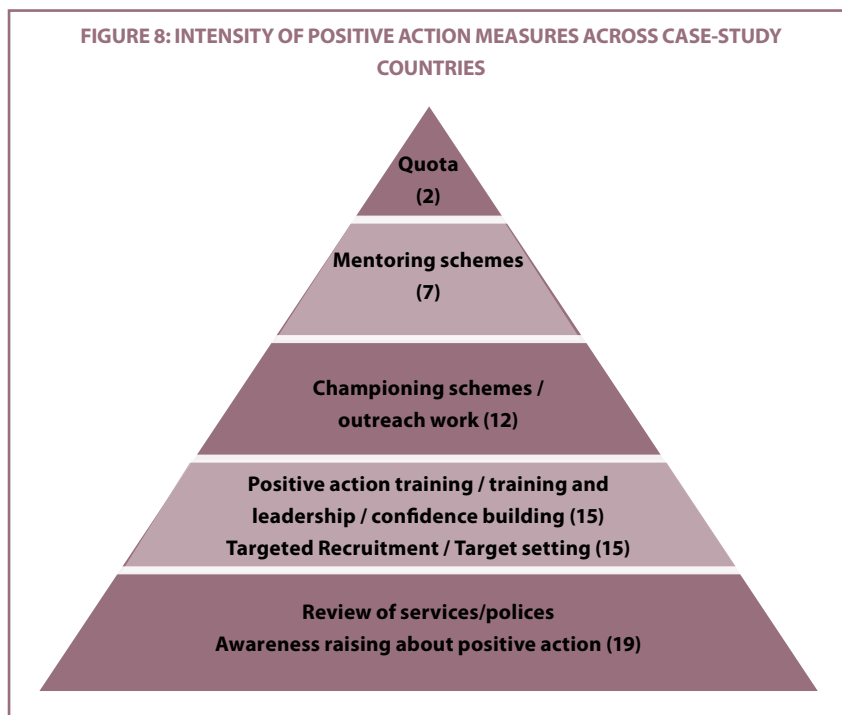 FIGURE 8: INTENSITY OF POSITIVE ACTION MEASURES ACROSS CASE-STUDY
COUNTRIES
Quota
(2)
Mentoring schemes
(7)
Championing schemes /
outreach work (12)
Positive action training / training and
leadership / confidence building (15)
Targeted Recruitment / Target setting (15)
Review of services/polices
Awareness raising about positive action (19)